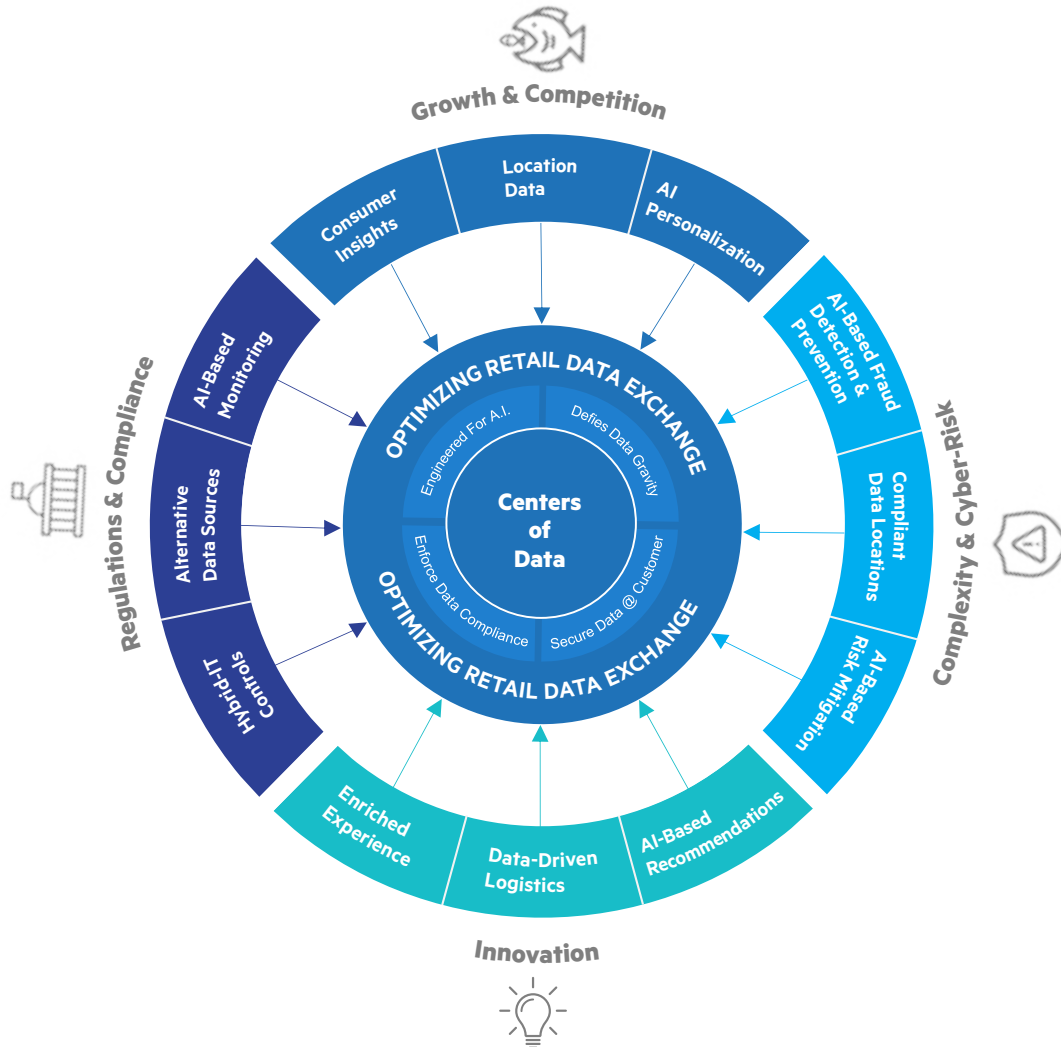 Growth & Competition
Location
Data
AI
Personalization
Consumer
Insights
AI-Based Fraud
Detection &
Prevention
Compliant
Data Locations
AI-Based
Risk Mitigation
Complexity & Cyber-Risk
AI-Based
Recommendations
Data-Driven
Logistics
Enriched
Experience
Innovation
Hybrid-IT
Controls
Alternative
Data Sources
AI-Based
Monitoring
Regulations & Compliance
OPTIMIZING RETAIL DATA EXCHANGE
Engineered For A.I.
Defies Data Gravity
Centers
of
Data
Enforce Data Compliance
Secure Data @ Customer
OPTIMIZING RETAIL DATA EXCHANGE